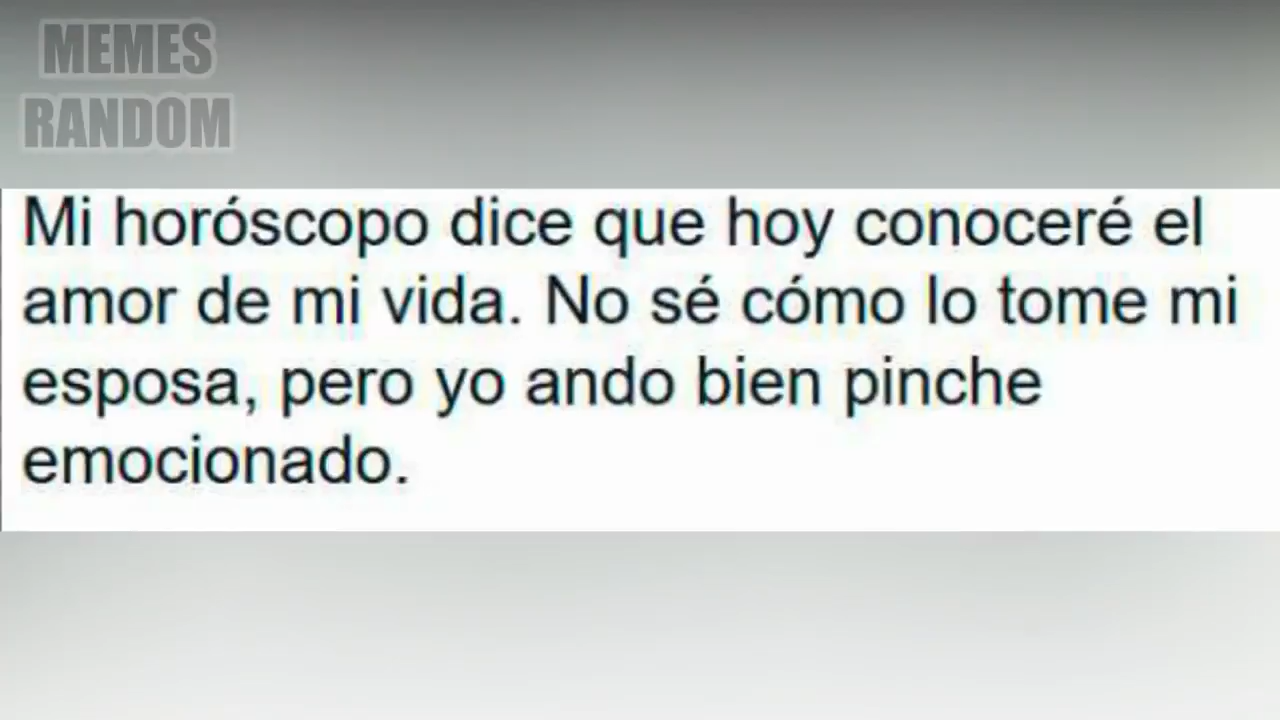 MEMES
RANDOM
Mi horóscopo dice que hoy conoceré el
amor de mi vida. No sé cómo lo tome mi
esposa, pero yo ando bien pinche
emocionado.